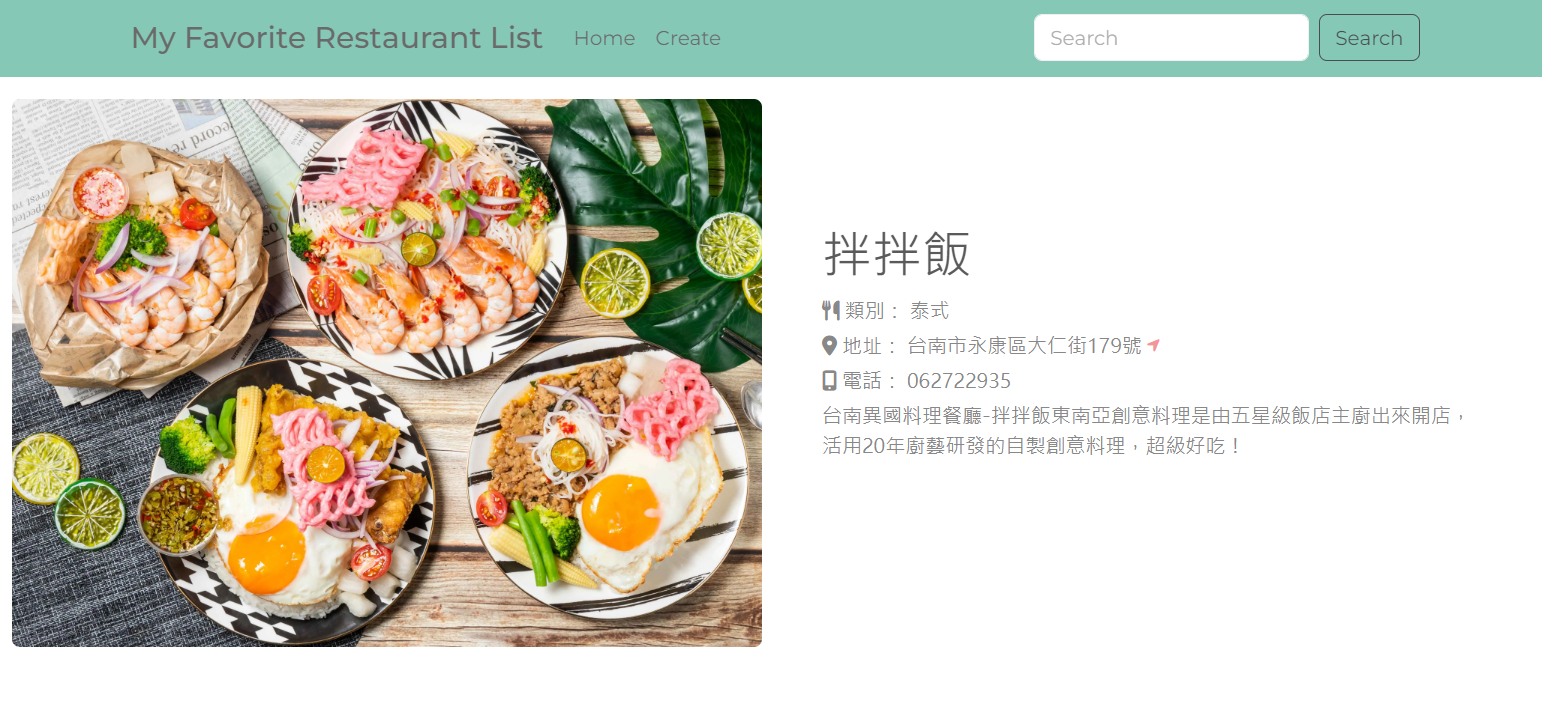 My Favorite Restaurant List Home Create Search Search
拌拌飯
類別： 泰式
地址： 台南市永康區大仁街179號
電話： 062722935
台南異國料理餐廳-拌拌飯東南亞創意料理是由五星級飯店主廚出來開店，
活用20年廚藝研發的自製創意料理，超級好吃！